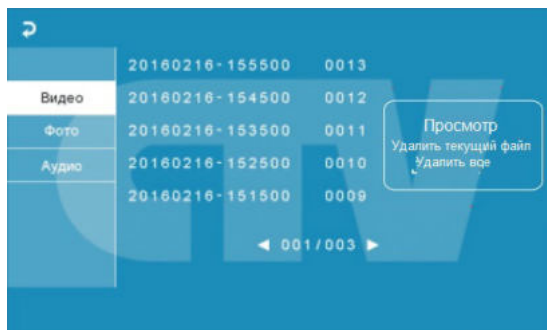 20160216-155500 0013
Видео 20160216-154500 0012
Фото 20160216-153500 0011
Аудио 20160216-152500 0010
20160216-151500 0009
001/003
Просмотр
Удалить текущий файл
Удалить все